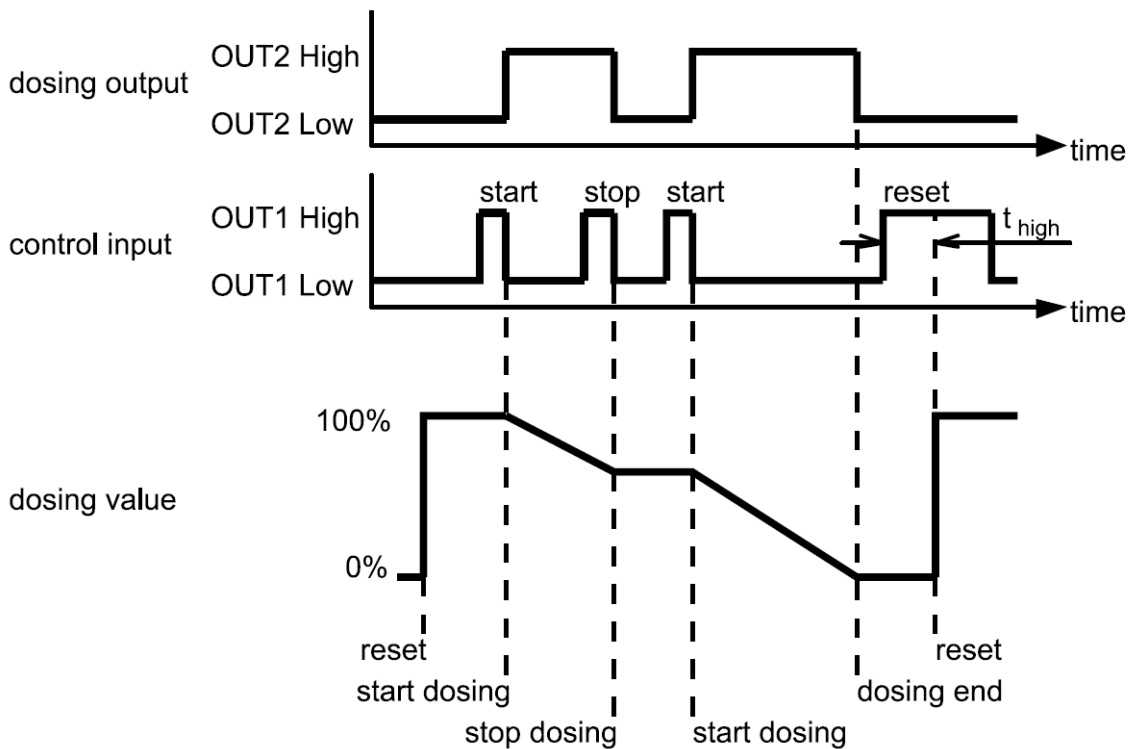 OUT2 High
dosing output
OUT2 Low
time
start stop start reset
OUT1 High
t high
control input
OUT1 Low
time
100%
dosing value
0%
reset reset
start dosing dosing end
stop dosing start dosing